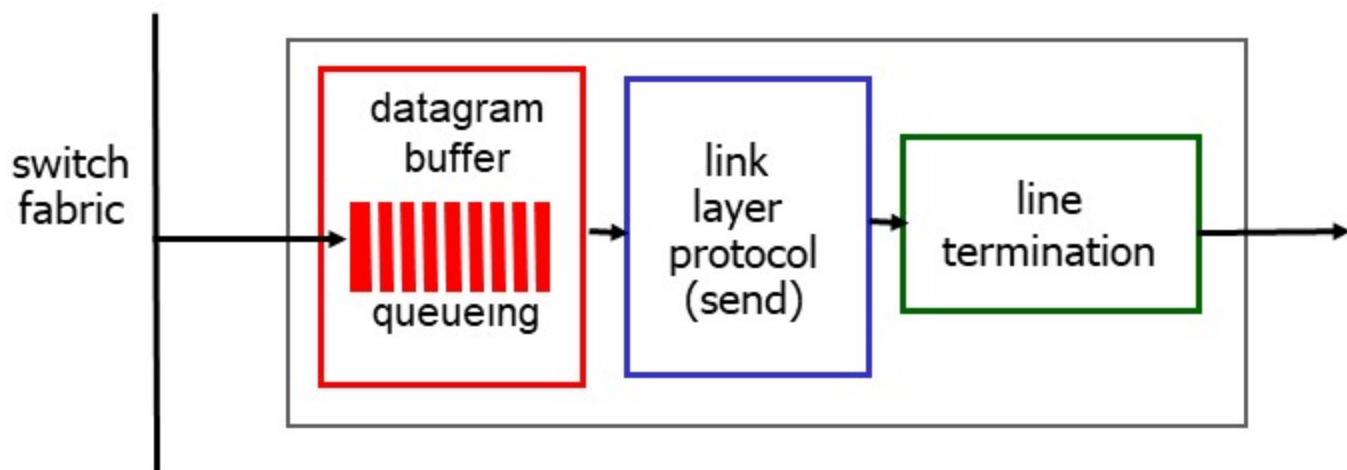 switch
fabric
datagram
buffer
queueing
link
layer
protocol
(send)
line
termination